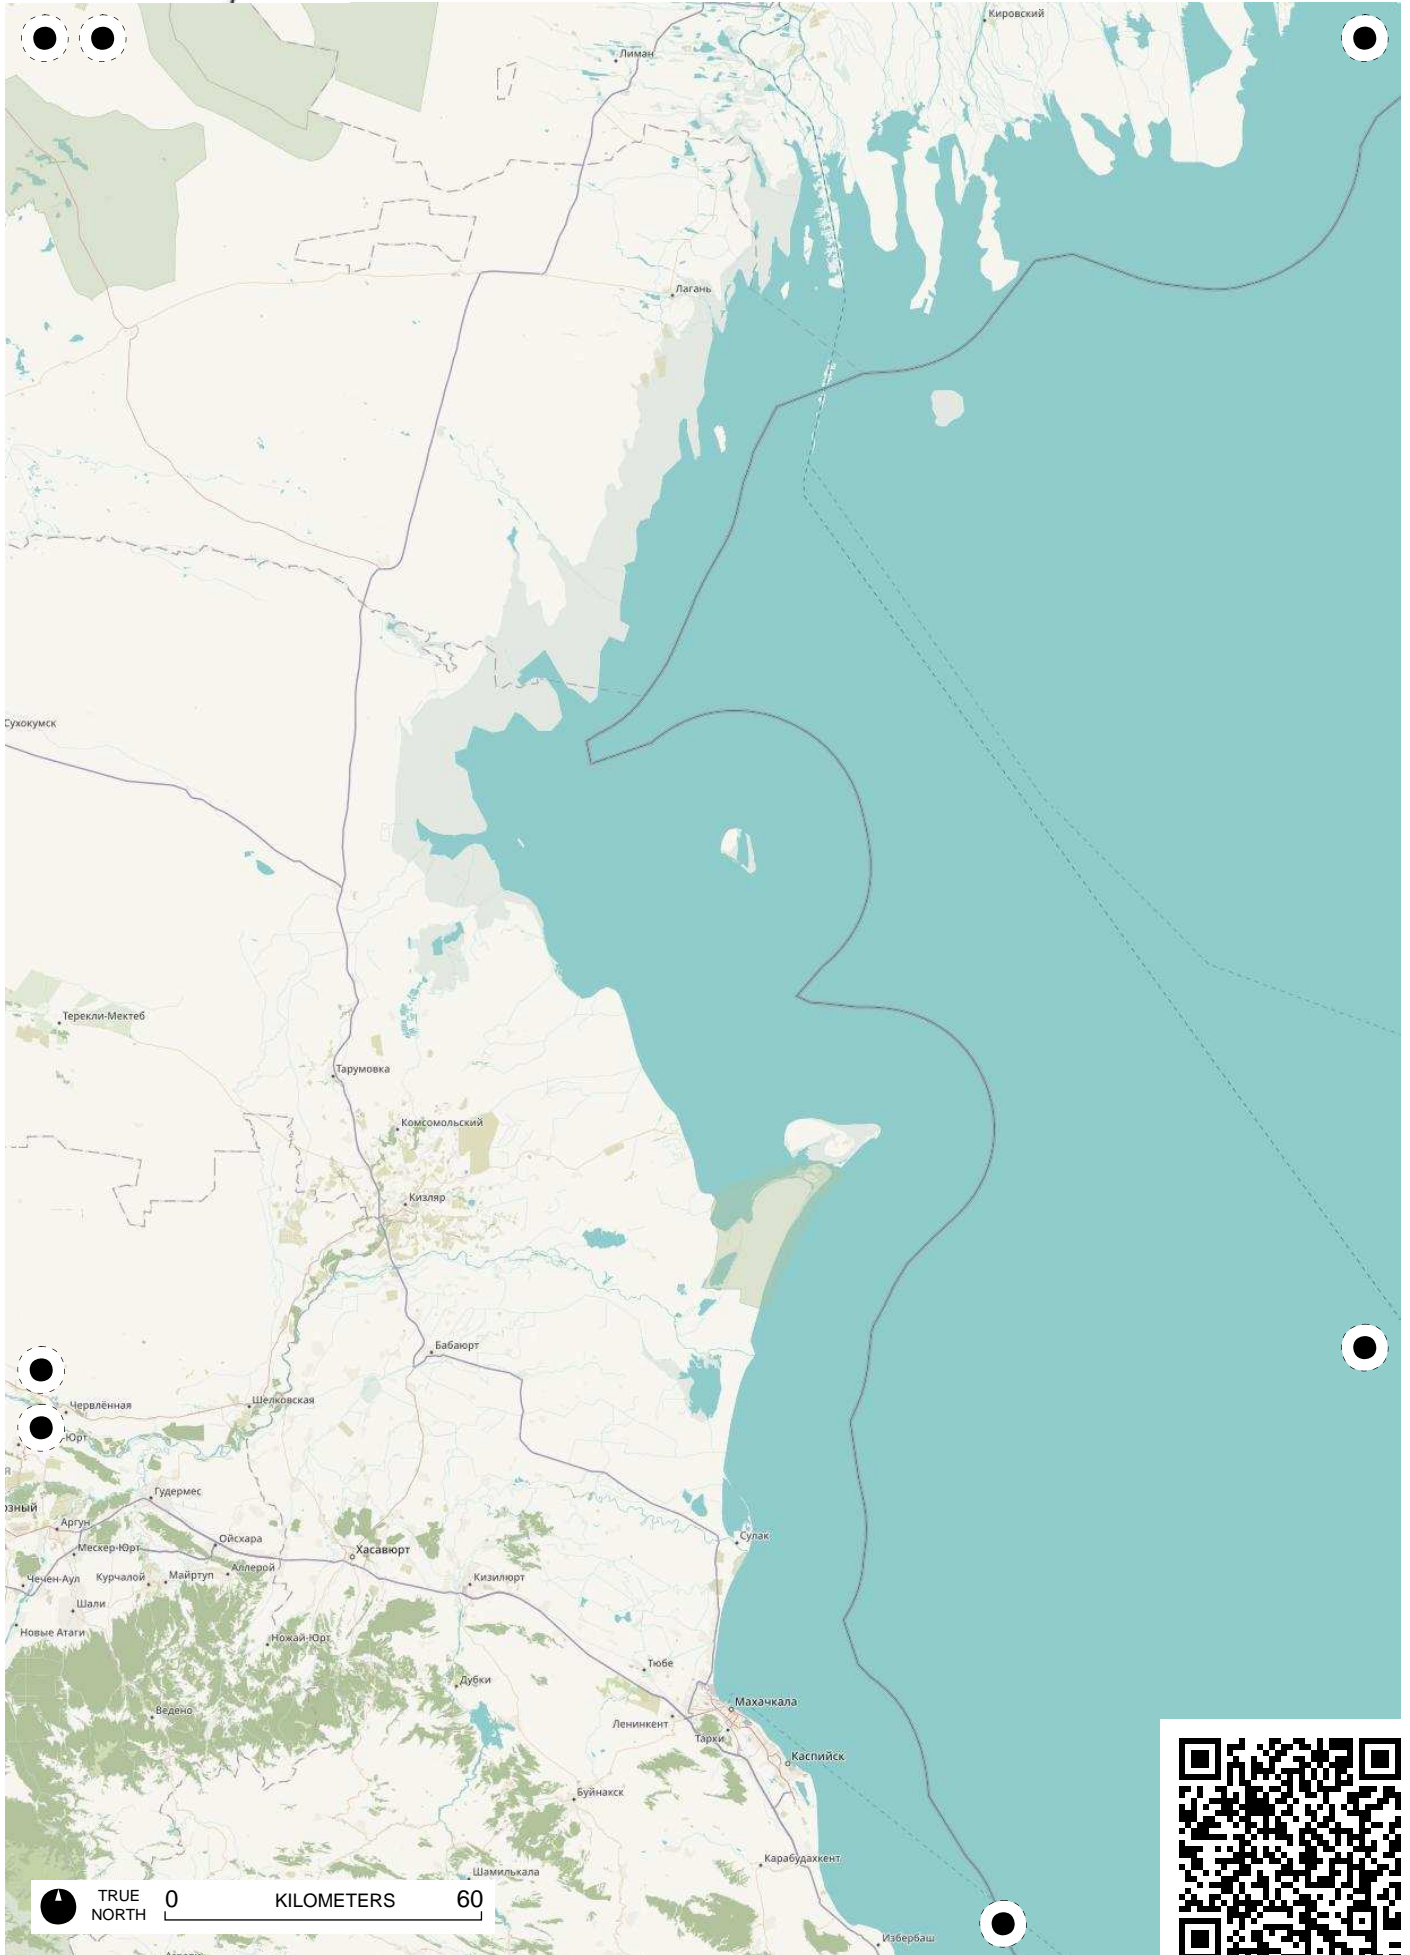 Кировский
Лиман
Лагань
Сухокумск
Терекли-Мектеб
Тарумовка
Комсомольский
Кизляр
Бабаюрт
Шелковская
Червлённая
Юрт
Гудермес
озный
Аргун
Ойсхара
Мескер-Юрт
Хасавюрт
Сулак
Аллерой
Чечен-Аул
Курчалой
Майртуп
Кизилюрт
Шали
Новые Атаги
Ножай-Юрт
Тюбе
Дубки
Махачкала
Ведено
Ленинкент
Тарки
Каспийск
Буйнакск
Карабудахкент
Шамилькала
TRUE NORTH
0 KILOMETERS 60
Избербаш